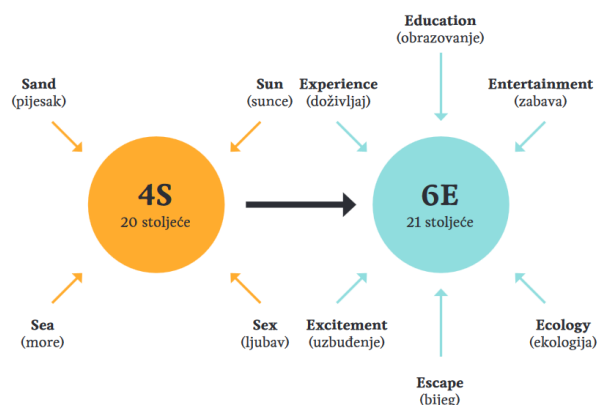 Education
(obrazovanje)
Sand
(pijesak)
Sun
(sunce)
Experience
(doživljaj)
Entertainment
(zabava)
4S
20 stoljeće
6E
21 stoljeće
Sea
(more)
Sex
(ljubav)
Excitement
(uzbuđenje)
Ecology
(ekologija)
Escape
(bijeg)